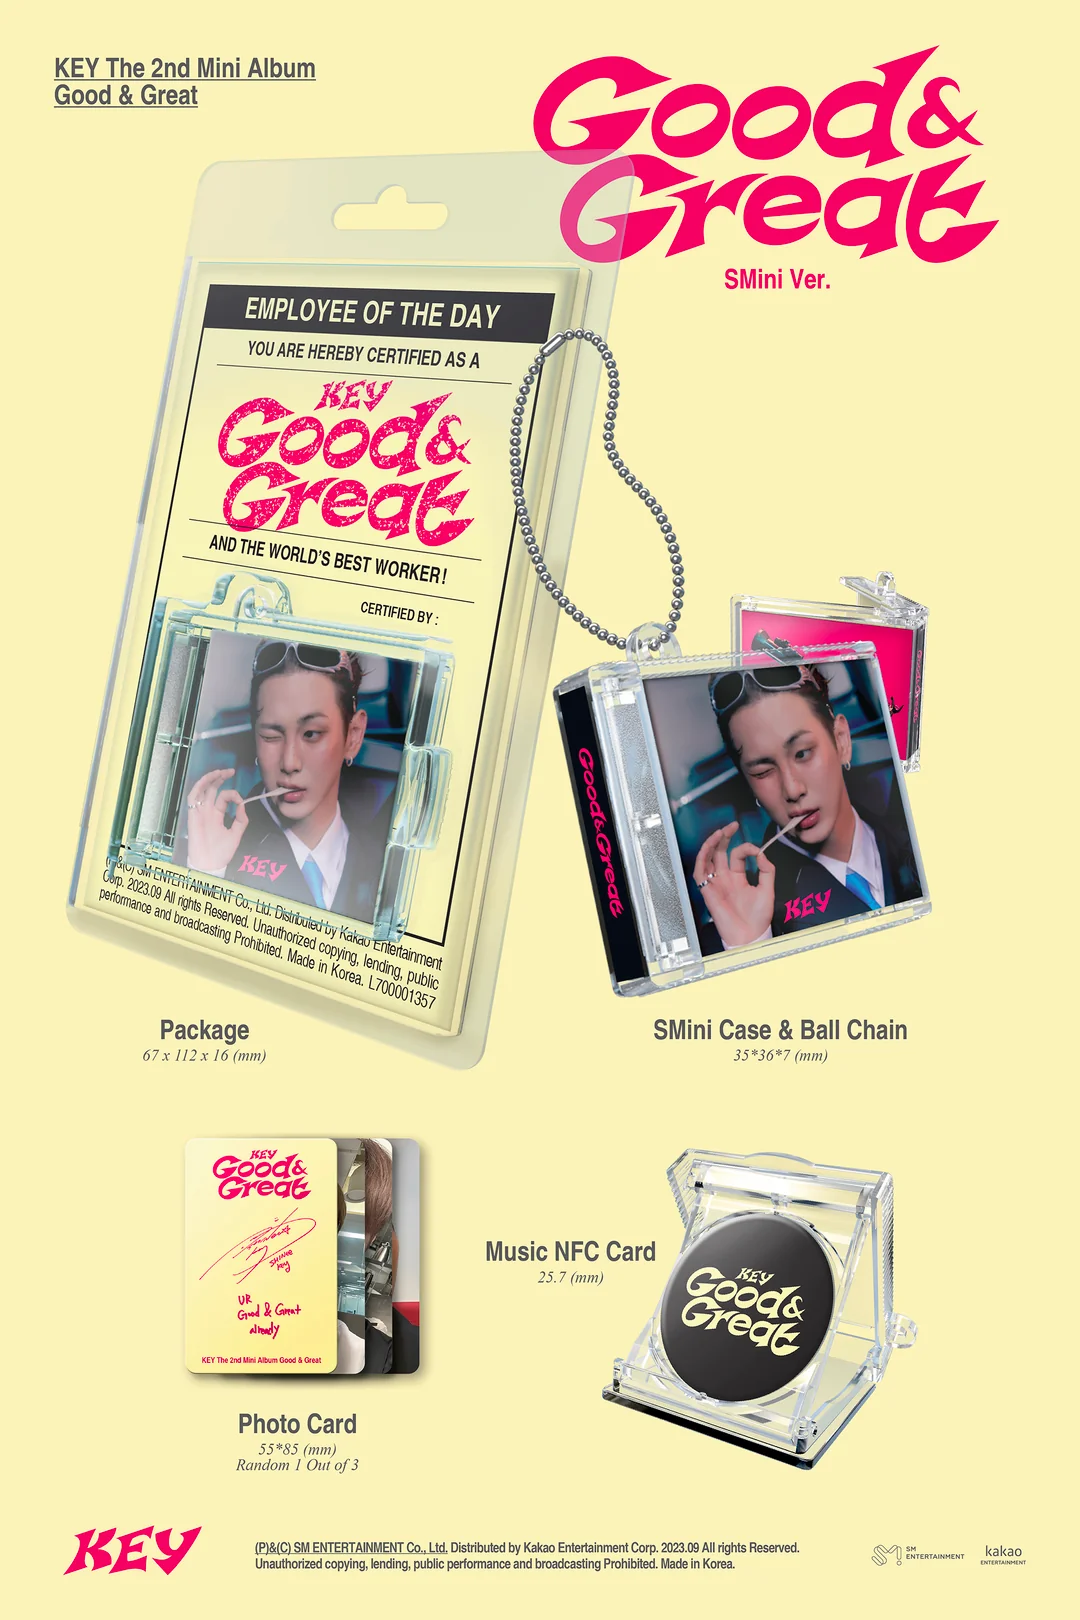 KEY The 2nd Mini Album
Good & Great
Good &
Great
SMini Ver.
EMPLOYEE OF THE DAY
YOU ARE HEREBY CERTIFIED AS A
KEY
Good &
Great
AND THE WORLD'S BEST WORKER!
CERTIFIED BY :
KEY
(P)&(C) SM ENTERTAINMENT Co., Ltd. Distributed by Kakao Entertainment
Corp. 2023.09 All rights Reserved. Unauthorized copying, lending, public
performance and broadcasting Prohibited. Made in Korea. L700001357
Good & Great
KEY
Package
67 x 112 x 16 (mm)
SMini Case & Ball Chain
35*36*7 (mm)
KEY
Good &
Great
SHINee
Key
UR
Good & Great
already
KEY The 2nd Mini Album Good & Great
Photo Card
55*85 (mm)
Random 1 Out of 3
Music NFC Card
25.7 (mm)
KEY
Good &
Great
KEY
(P)&(C) SM ENTERTAINMENT Co., Ltd. Distributed by Kakao Entertainment Corp. 2023.09 All rights Reserved.
Unauthorized copying, lending, public performance and broadcasting Prohibited. Made in Korea.
SM
ENTERTAINMENT
kakao
ENTERTAINMENT